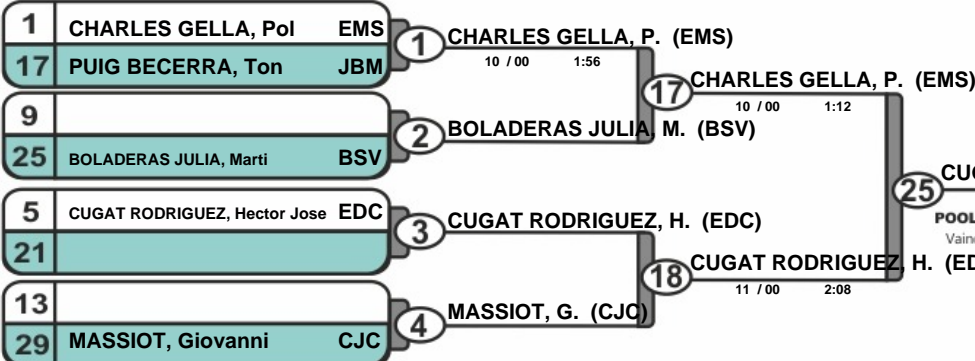 1 CHARLES GELLA, Pol EMS
17 PUIG BECERRA, Ton JBM
1 CHARLES GELLA, P. (EMS)
10 / 00 1:56
9
25 BOLADERAS JULIA, Marti BSV
2 BOLADERAS JULIA, M. (BSV)
17 CHARLES GELLA, P. (EMS)
10 / 00 1:12
5 CUGAT RODRIGUEZ, Hector Jose EDC
21
3 CUGAT RODRIGUEZ, H. (EDC)
13
29 MASSIOT, Giovanni CJC
4 MASSIOT, G. (CJC)
18 CUGAT RODRIGUEZ, H. (ED
11 / 00 2:08
25 CUG
POOL
Vain